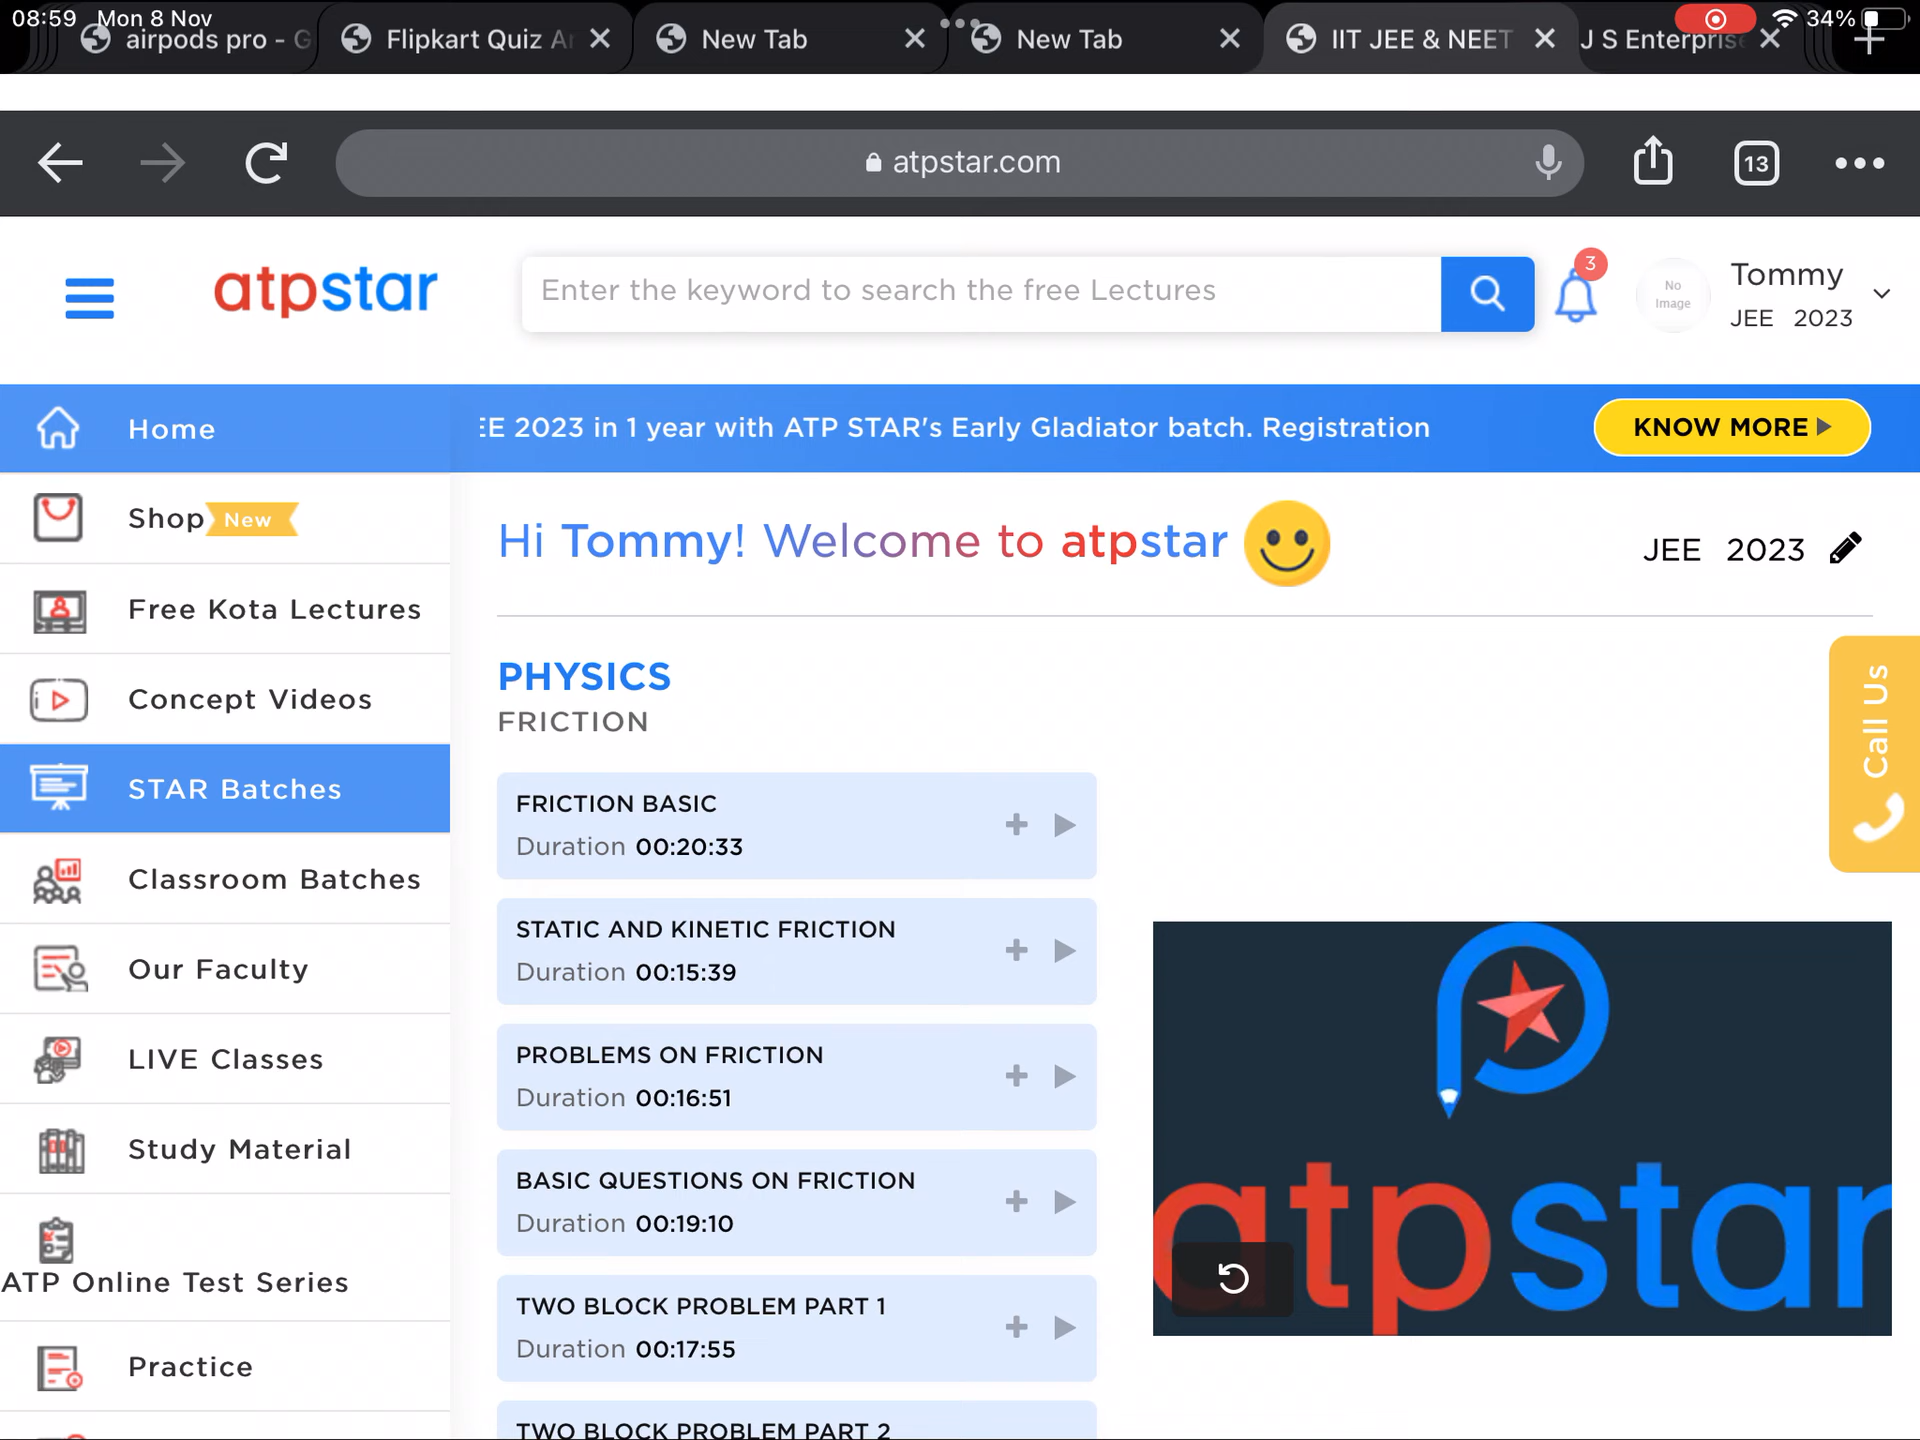 08:59 Mon 8 Nov
34%
airpods pro - G
Flipkart Quiz
New Tab
New Tab
IIT JEE & NEET
J S Enterprise
atpstar.com
13
atpstar
Enter the keyword to search the free Lectures
3
No
Image
Tommy
JEE 2023
Home
EE 2023 in 1 year with ATP STAR's Early Gladiator batch. Registration
KNOW MORE
Shop New
Free Kota Lectures
Concept Videos
STAR Batches
Classroom Batches
Our Faculty
LIVE Classes
Study Material
ATP Online Test Series
Practice
Hi Tommy! Welcome to atpstar
JEE 2023
PHYSICS
FRICTION
FRICTION BASIC
Duration 00:20:33
STATIC AND KINETIC FRICTION
Duration 00:15:39
PROBLEMS ON FRICTION
Duration 00:16:51
BASIC QUESTIONS ON FRICTION
Duration 00:19:10
TWO BLOCK PROBLEM PART 1
Duration 00:17:55
TWO BLOCK PROBLEM PART 2
Call Us
atpstar